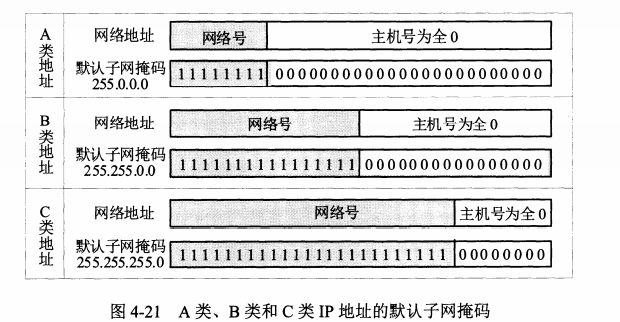 A类地址
网络地址 网络号 主机号为全0
默认子网掩码
255.0.0.0
11111111 000000000000000000000000
B类地址
网络地址 网络号 主机号为全0
默认子网掩码
255.255.0.0
1111111111111111 0000000000000000
C类地址
网络地址 网络号 主机号为全0
默认子网掩码
255.255.255.0
111111111111111111111111 00000000
图 4-21 A 类、B 类和 C 类 IP 地址的默认子网掩码